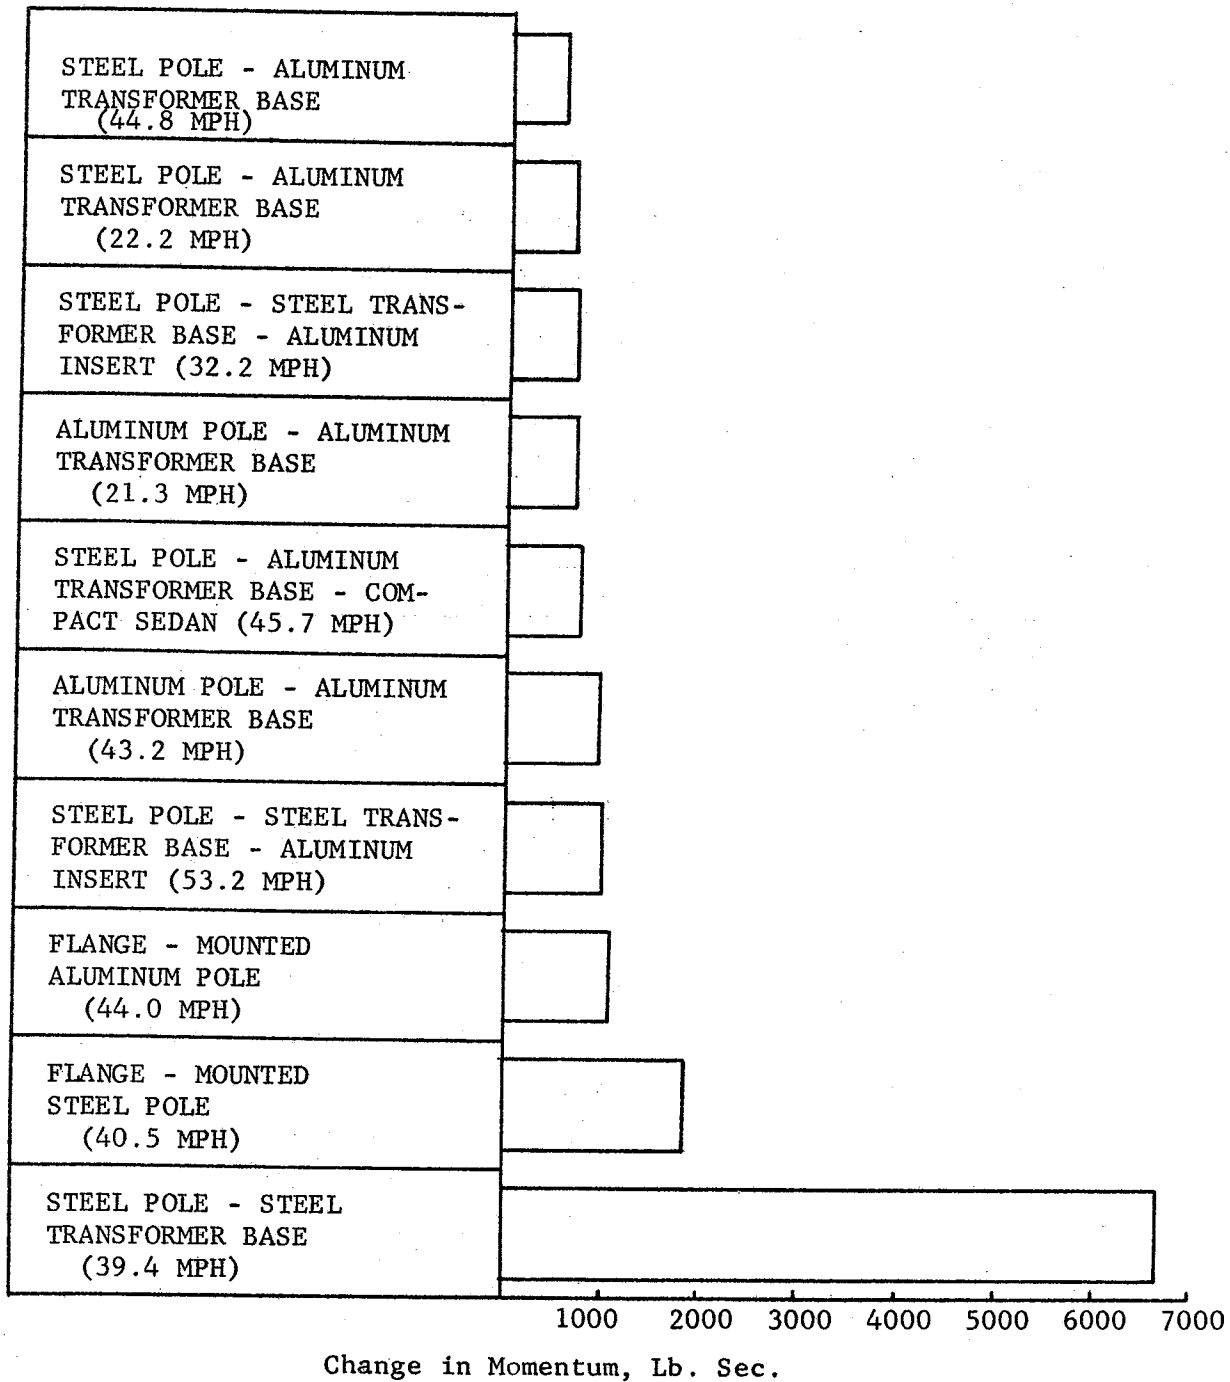 STEEL POLE - ALUMINUM
TRANSFORMER BASE
(44.8 MPH)
STEEL POLE - ALUMINUM
TRANSFORMER BASE
(22.2 MPH)
STEEL POLE - STEEL TRANS-
FORMER BASE - ALUMINUM
INSERT (32.2 MPH)
ALUMINUM POLE - ALUMINUM
TRANSFORMER BASE
(21.3 MPH)
STEEL POLE - ALUMINUM
TRANSFORMER BASE - COM-
PACT SEDAN (45.7 MPH)
ALUMINUM POLE - ALUMINUM
TRANSFORMER BASE
(43.2 MPH)
STEEL POLE - STEEL TRANS-
FORMER BASE - ALUMINUM
INSERT (53.2 MPH)
FLANGE - MOUNTED
ALUMINUM POLE
(44.0 MPH)
FLANGE - MOUNTED
STEEL POLE
(40.5 MPH)
STEEL POLE - STEEL
TRANSFORMER BASE
(39.4 MPH)
1000 2000 3000 4000 5000 6000 7000
Change in Momentum, Lb. Sec.